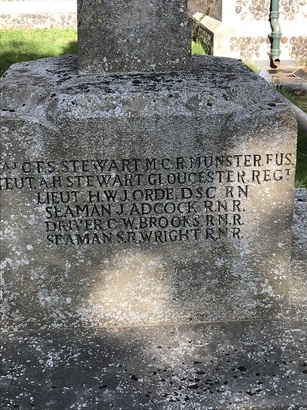 C.F.S. STEWART. M.C. R. MUNSTER. FUS.
LIEUT A.H. STEWART. GLOUCESTER. REGT
LIEUT. H.W.J. ORDE. D.S.C. R.N.
SEAMAN J. ADCOCK. R.N.R.
DRIVER C.W. BROOKS. R.N.R.
SEAMAN S.R. WRIGHT. R.N.R.